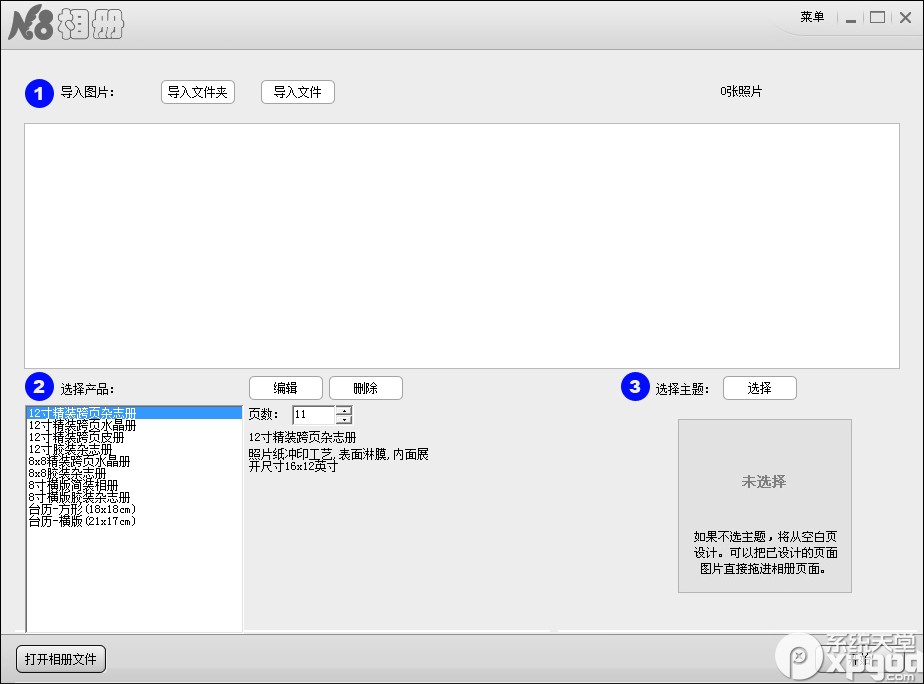 N8相册
菜单
1 导入图片： 导入文件夹 导入文件 0张照片
2 选择产品： 编辑 删除 3 选择主题： 选择
12寸精装跨页杂志册
12寸精装跨页水晶册
12寸精装跨页皮册
12寸胶装杂志册
8x8精装跨页水晶册
8x8胶装杂志册
8寸横版简装相册
8寸横版胶装杂志册
台历-方形(18x18cm)
台历-横版(21x17cm)
页数： 11
12寸精装跨页杂志册
照片纸冲印工艺,表面淋膜,内面展
开尺寸16x12英寸
未选择
如果不选主题，将从空白页
设计。可以把已设计的页面
图片直接拖进相册页面。
打开相册文件
系统天堂
xpgod
.com